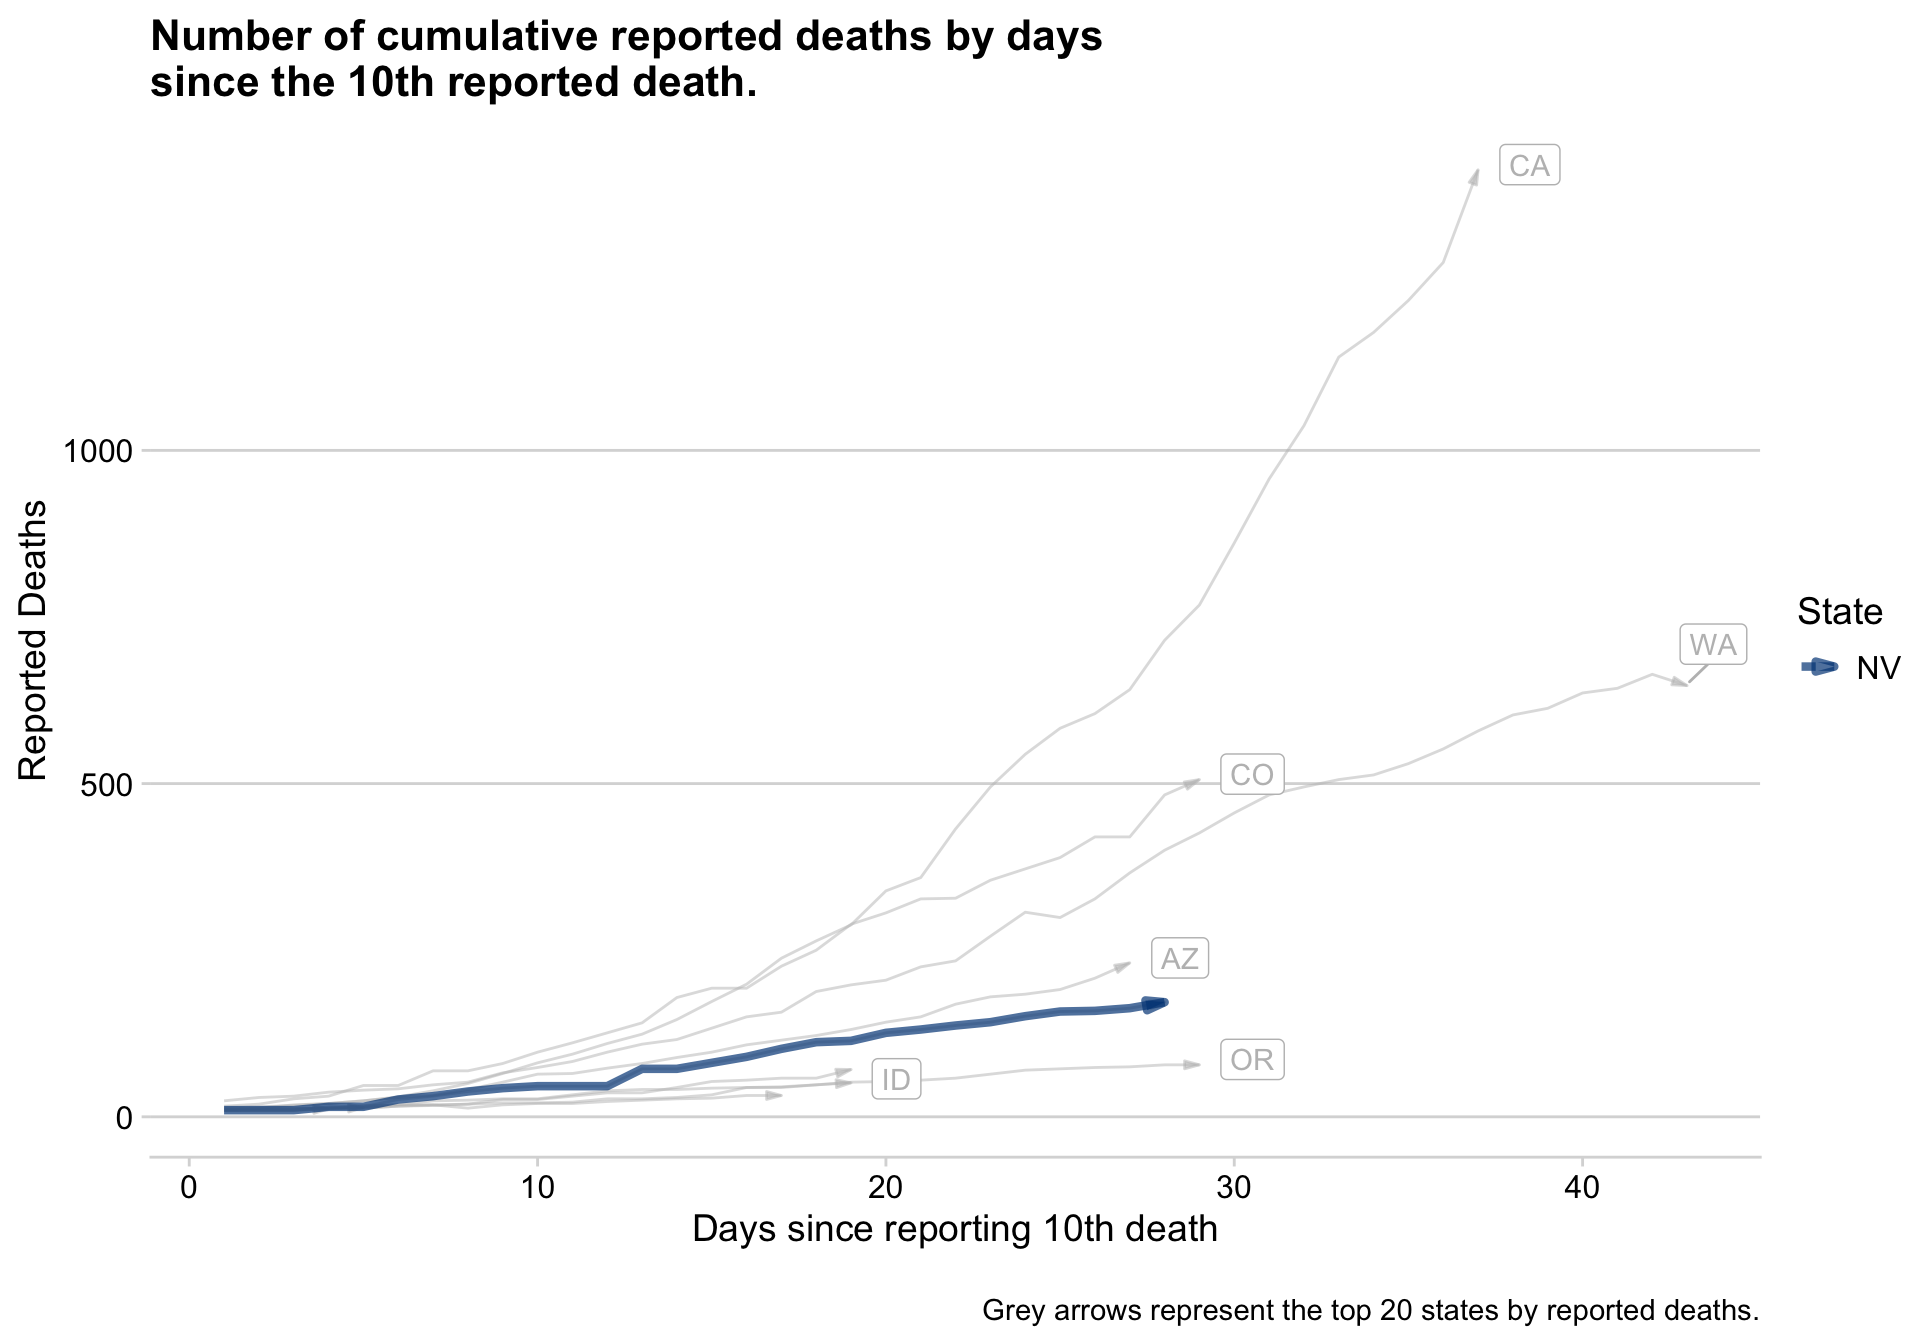 Number of cumulative reported deaths by days
since the 10th reported death.
CA
1000
Reported Deaths
State
WA
NV
CO
500
AZ
OR
ID
0
0 10 20 30 40
Days since reporting 10th death
Grey arrows represent the top 20 states by reported deaths.